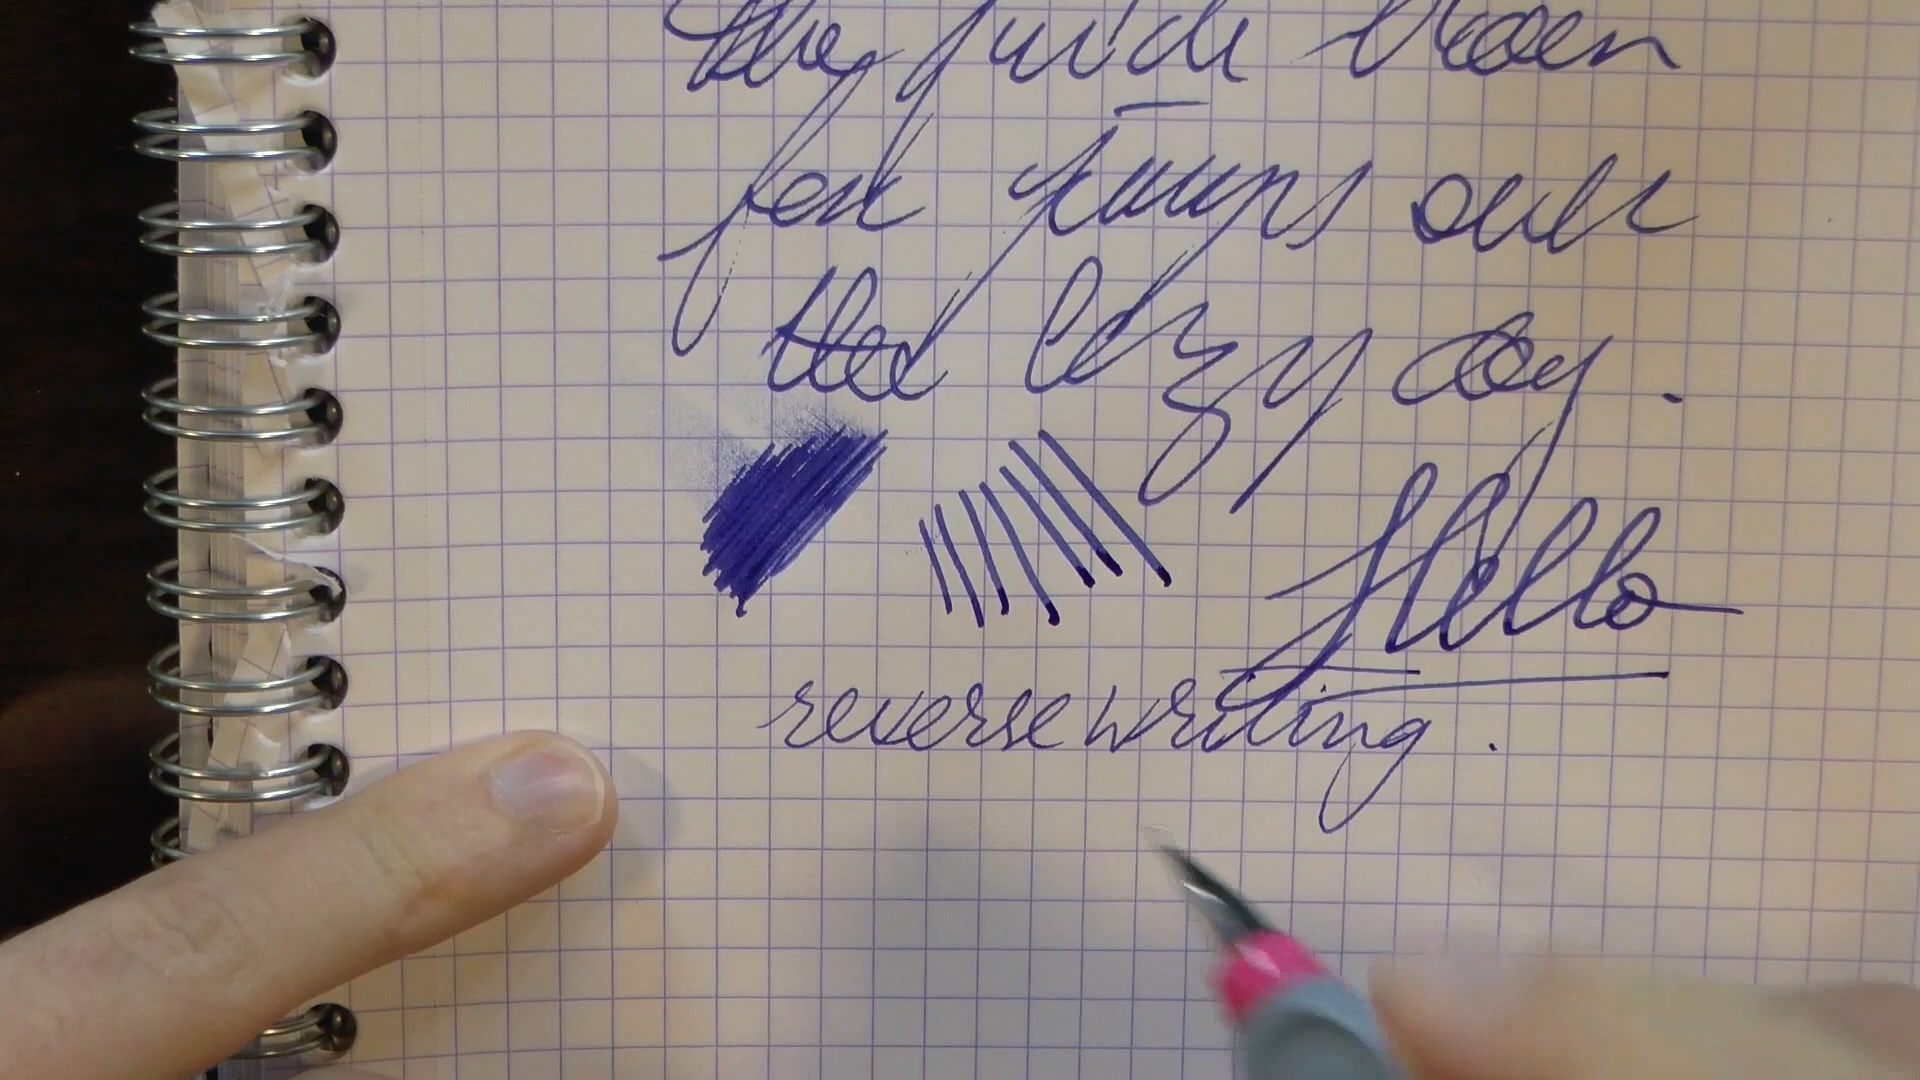 the quick brown
fox jumps over
the lazy dog.
Hello
reverse writing.